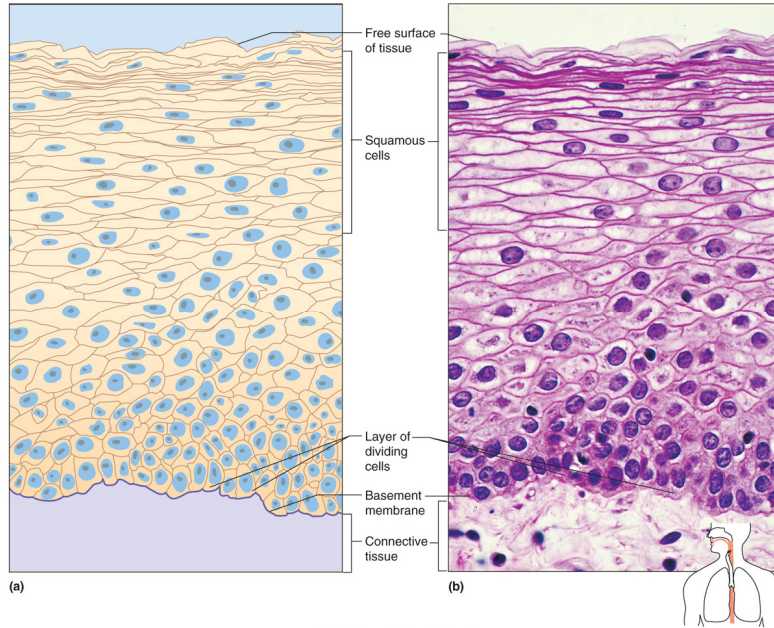 Free surface
of tissue
Squamous
cells
Layer of
dividing
cells
Basement
membrane
Connective
tissue
(a)
(b)